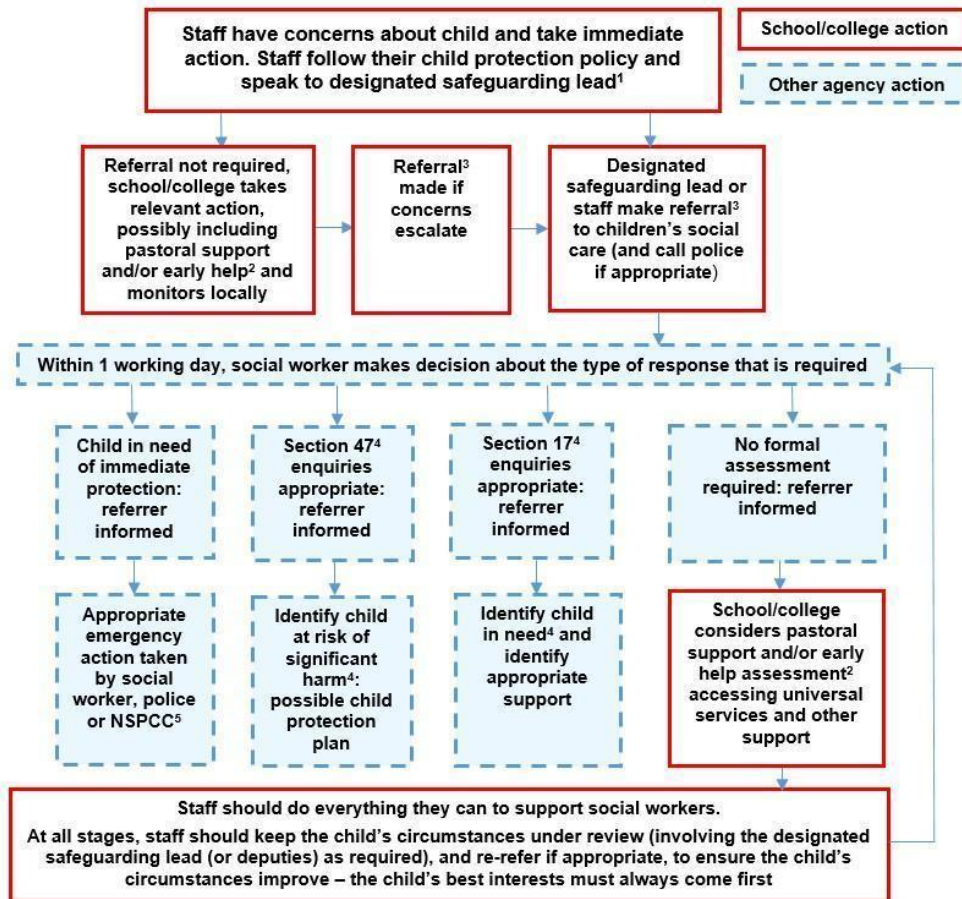 Staff have concerns about child and take immediate
action. Staff follow their child protection policy and
speak to designated safeguarding lead¹
School/college action
Other agency action
Referral not required,
school/college takes
relevant action,
possibly including
pastoral support
and/or early help² and
monitors locally
Referral³
made if
concerns
escalate
Designated
safeguarding lead or
staff make referral³
to children's social
care (and call police
if appropriate)
Within 1 working day, social worker makes decision about the type of response that is required
Child in need
of immediate
protection:
referrer
informed
Section 47⁴
enquiries
appropriate:
referrer
informed
Section 17⁴
enquiries
appropriate:
referrer
informed
No formal
assessment
required: referrer
informed
Appropriate
emergency
action taken
by social
worker, police
or NSPCC⁵
Identify child
at risk of
significant
harm⁴:
possible child
protection
plan
Identify child
in need⁴ and
identify
appropriate
support
School/college
considers pastoral
support and/or early
help assessment²
accessing universal
services and other
support
Staff should do everything they can to support social workers.
At all stages, staff should keep the child's circumstances under review (involving the designated
safeguarding lead (or deputies) as required), and re-refer if appropriate, to ensure the child's
circumstances improve – the child's best interests must always come first